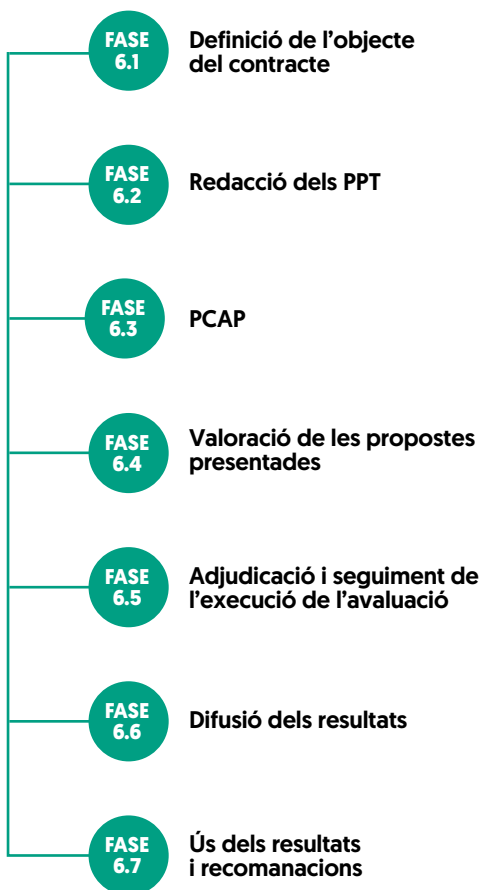 FASE
6.1
Definició de l’objecte
del contracte
FASE
6.2
Redacció dels PPT
FASE
6.3
PCAP
FASE
6.4
Valoració de les propostes
presentades
FASE
6.5
Adjudicació i seguiment de
l’execució de l’avaluació
FASE
6.6
Difusió dels resultats
FASE
6.7
Ús dels resultats
i recomanacions